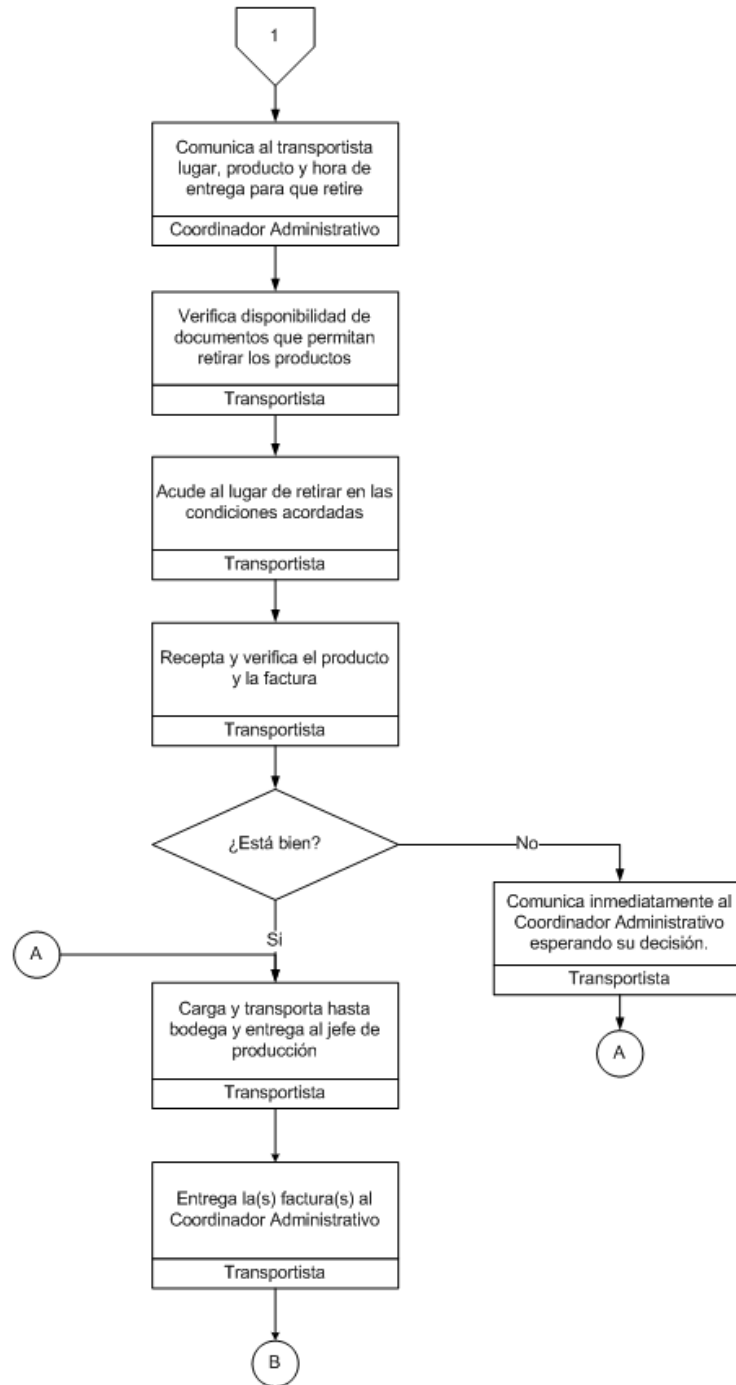 1
Comunica al transportista
lugar, producto y hora de
entrega para que retire
Coordinador Administrativo
Verifica disponibilidad de
documentos que permitan
retirar los productos
Transportista
Acude al lugar de retirar en las
condiciones acordadas
Transportista
Recepta y verifica el producto
y la factura
Transportista
¿Está bien?
No
Comunica inmediatamente al
Coordinador Administrativo
esperando su decisión.
Transportista
A
Si
A
Carga y transporta hasta
bodega y entrega al jefe de
producción
Transportista
Entrega la(s) factura(s) al
Coordinador Administrativo
Transportista
B